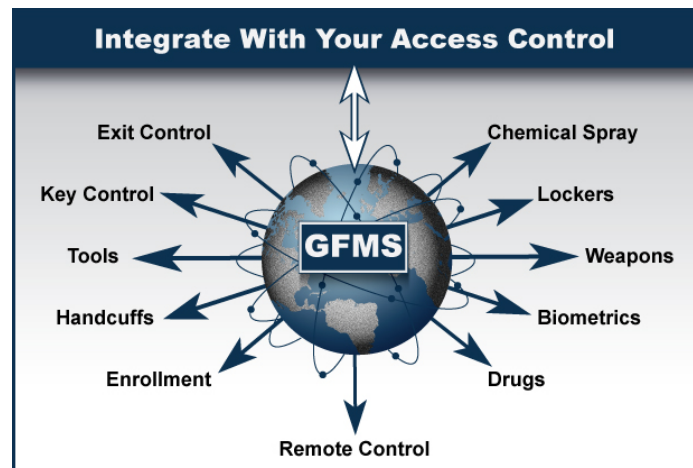 Integrate With Your Access Control
Exit Control
Chemical Spray
Key Control
Lockers
GFMS
Tools
Weapons
Handcuffs
Biometrics
Enrollment
Drugs
Remote Control